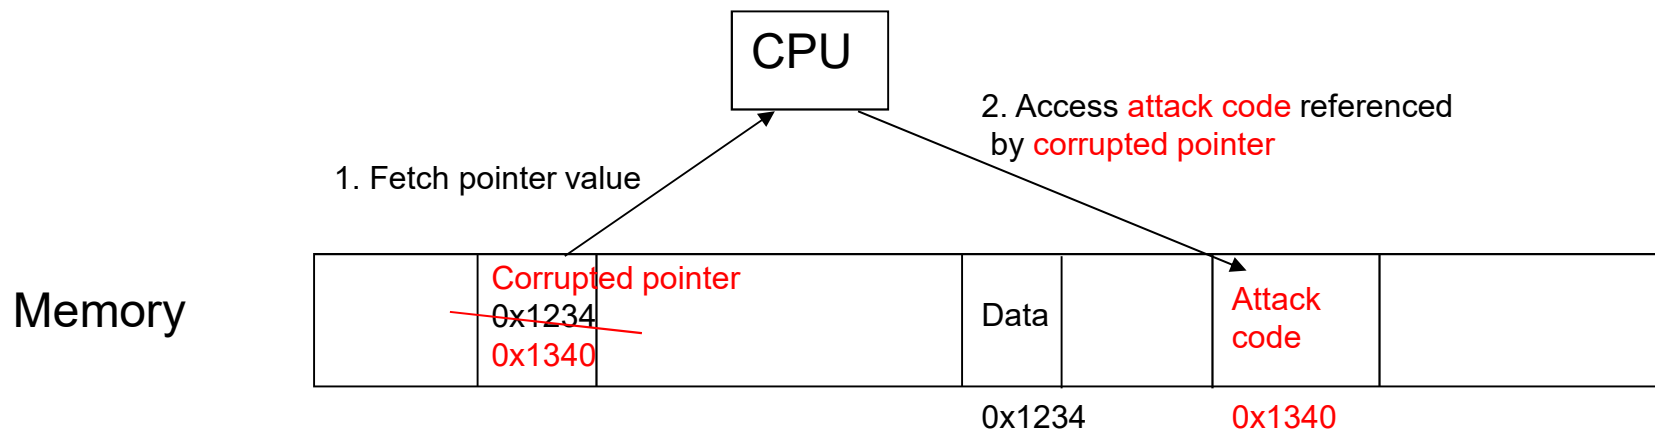 CPU
2. Access attack code referenced
by corrupted pointer
1. Fetch pointer value
Memory
Corrupted pointer
0x1234
0x1340
Data
Attack
code
0x1234
0x1340